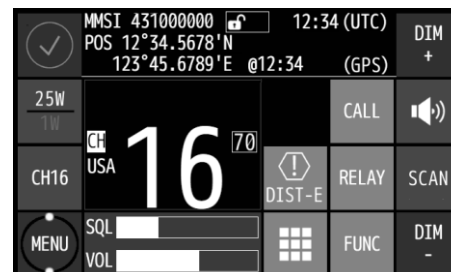 MMSI 431000000 12:34(UTC)
POS 12°34.5678'N
123°45.6789'E @12:34 (GPS)
DIM
+
25W
1W
CALL
CH
USA
16
70
CH16
DIST-E
RELAY
SCAN
MENU
SQL
VOL
FUNC
DIM
-